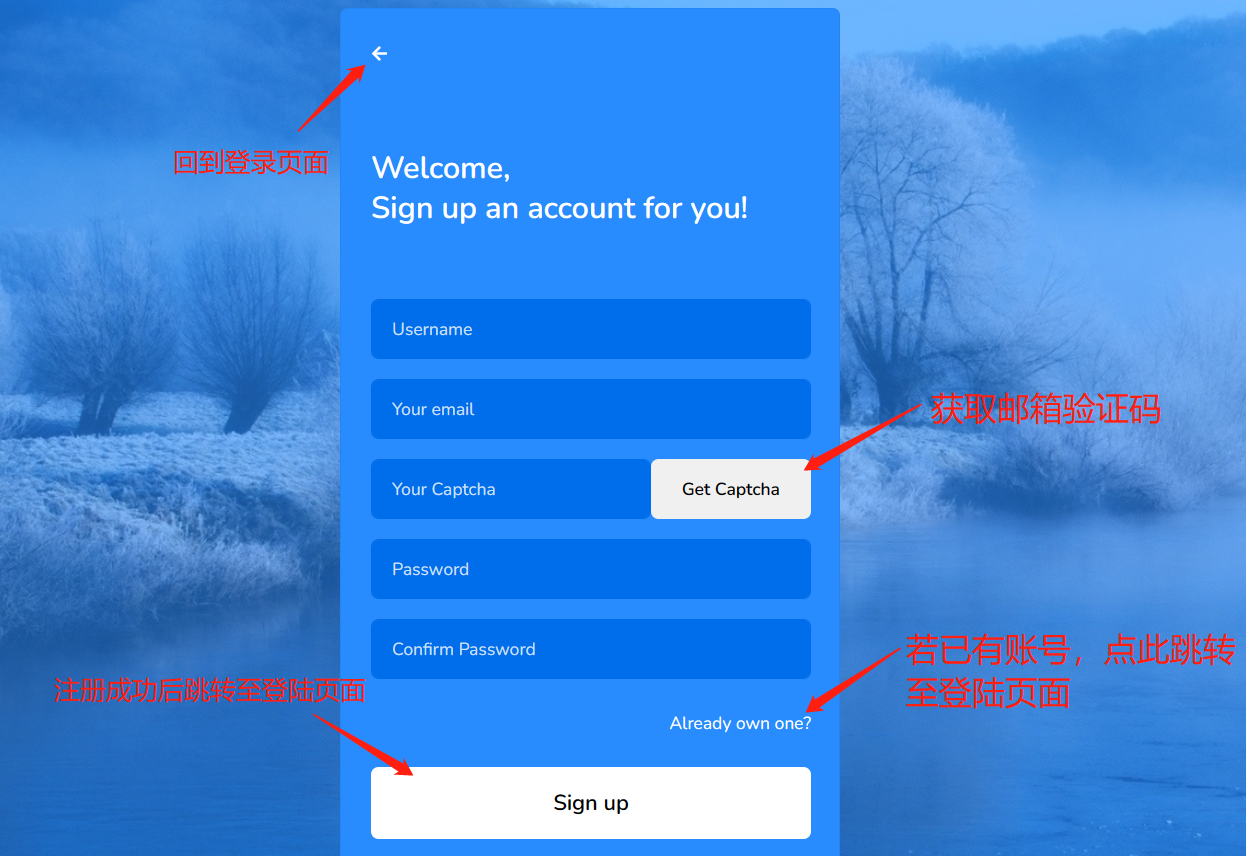 回到登录页面
Welcome,
Sign up an account for you!
Username
Your email
获取邮箱验证码
Your Captcha
Get Captcha
Password
Confirm Password
若已有账号，点此跳转
至登陆页面
注册成功后跳转至登陆页面
Already own one?
Sign up